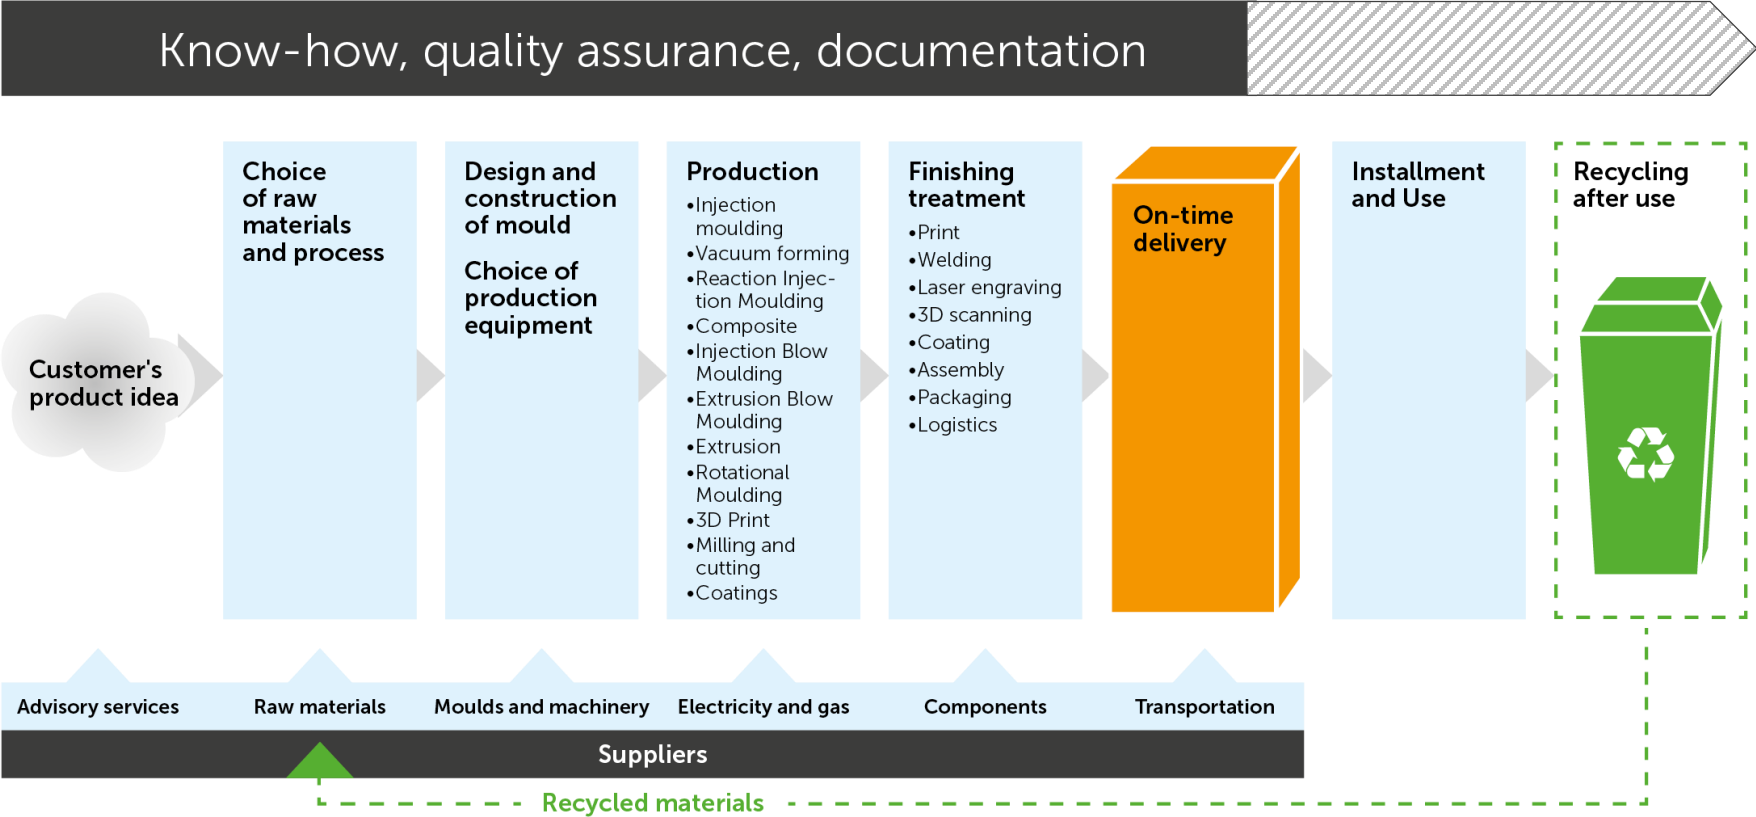 Know-how, quality assurance, documentation
Customer's
product idea
Choice
of raw
materials
and process
Design and
construction
of mould
Choice of
production
equipment
Production
•Injection
moulding
•Vacuum forming
•Reaction Injec-
tion Moulding
•Composite
•Injection Blow
Moulding
•Extrusion Blow
Moulding
•Extrusion
•Rotational
Moulding
•3D Print
•Milling and
cutting
•Coatings
Finishing
treatment
•Print
•Welding
•Laser engraving
•3D scanning
•Coating
•Assembly
•Packaging
•Logistics
On-time
delivery
Installment
and Use
Recycling
after use
Advisory services
Raw materials
Moulds and machinery
Electricity and gas
Components
Transportation
Suppliers
Recycled materials